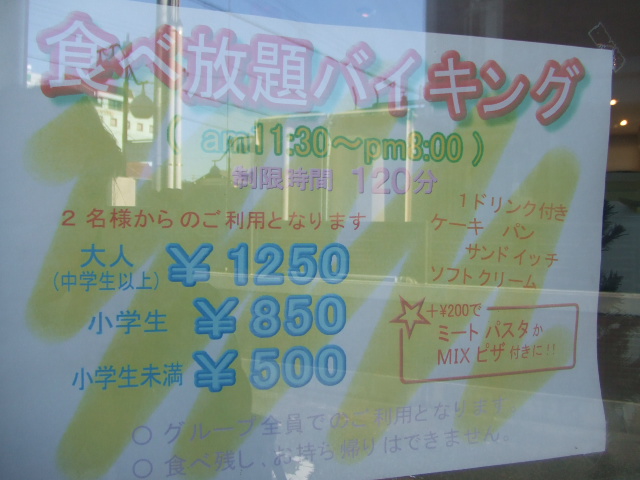 食べ放題バイキング
( am11:30～pm3:00 )
制限時間 120分
2名様からのご利用となります
大人
(中学生以上) ¥1250
小学生 ¥850
小学生未満 ¥500
1ドリンク付き
ケーキ パン
サンドイッチ
ソフトクリーム
☆+¥200で
ミートパスタか
MIXピザ付きに!!
○ グループ全員でのご利用となります
○ 食べ残し、お持ち帰りはできません。